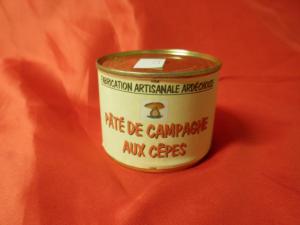 FABRICATION ARTISANALE ARDÉCHOISE
PÂTÉ DE CAMPAGNE
AUX CÈPES